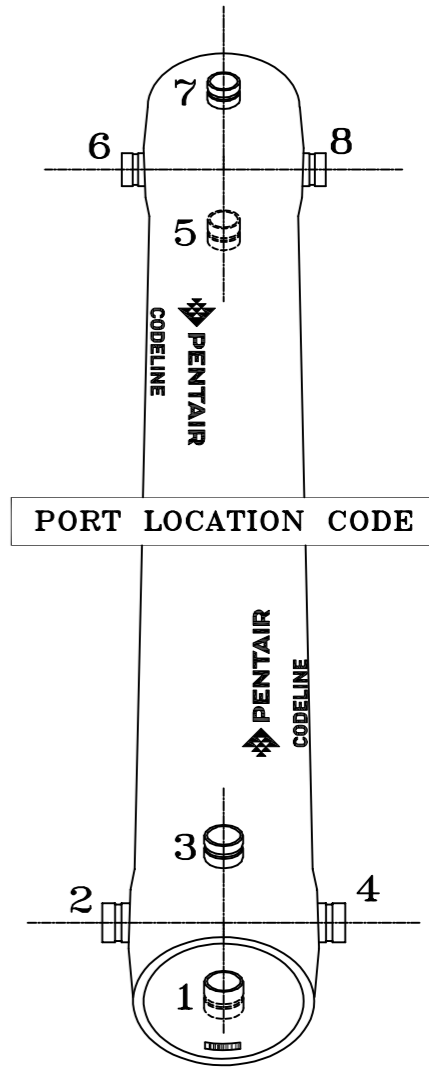 7
6
8
5
CODELINE
PENTAIR
PORT LOCATION CODE
PENTAIR
CODELINE
3
2
4
1